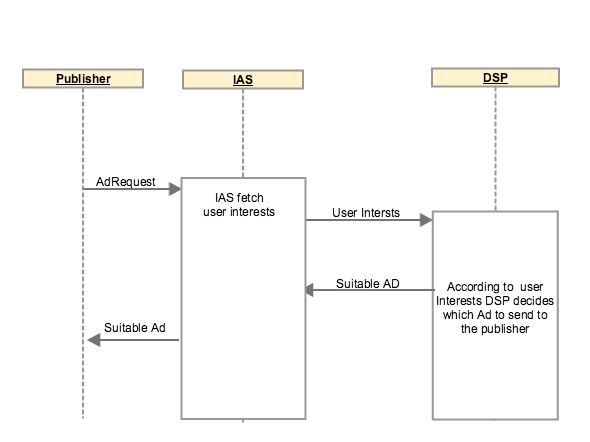 Publisher
IAS
DSP
AdRequest
IAS fetch
user interests
User Intersts
Suitable AD
According to user
Interests DSP decides
which Ad to send to
the publisher
Suitable Ad